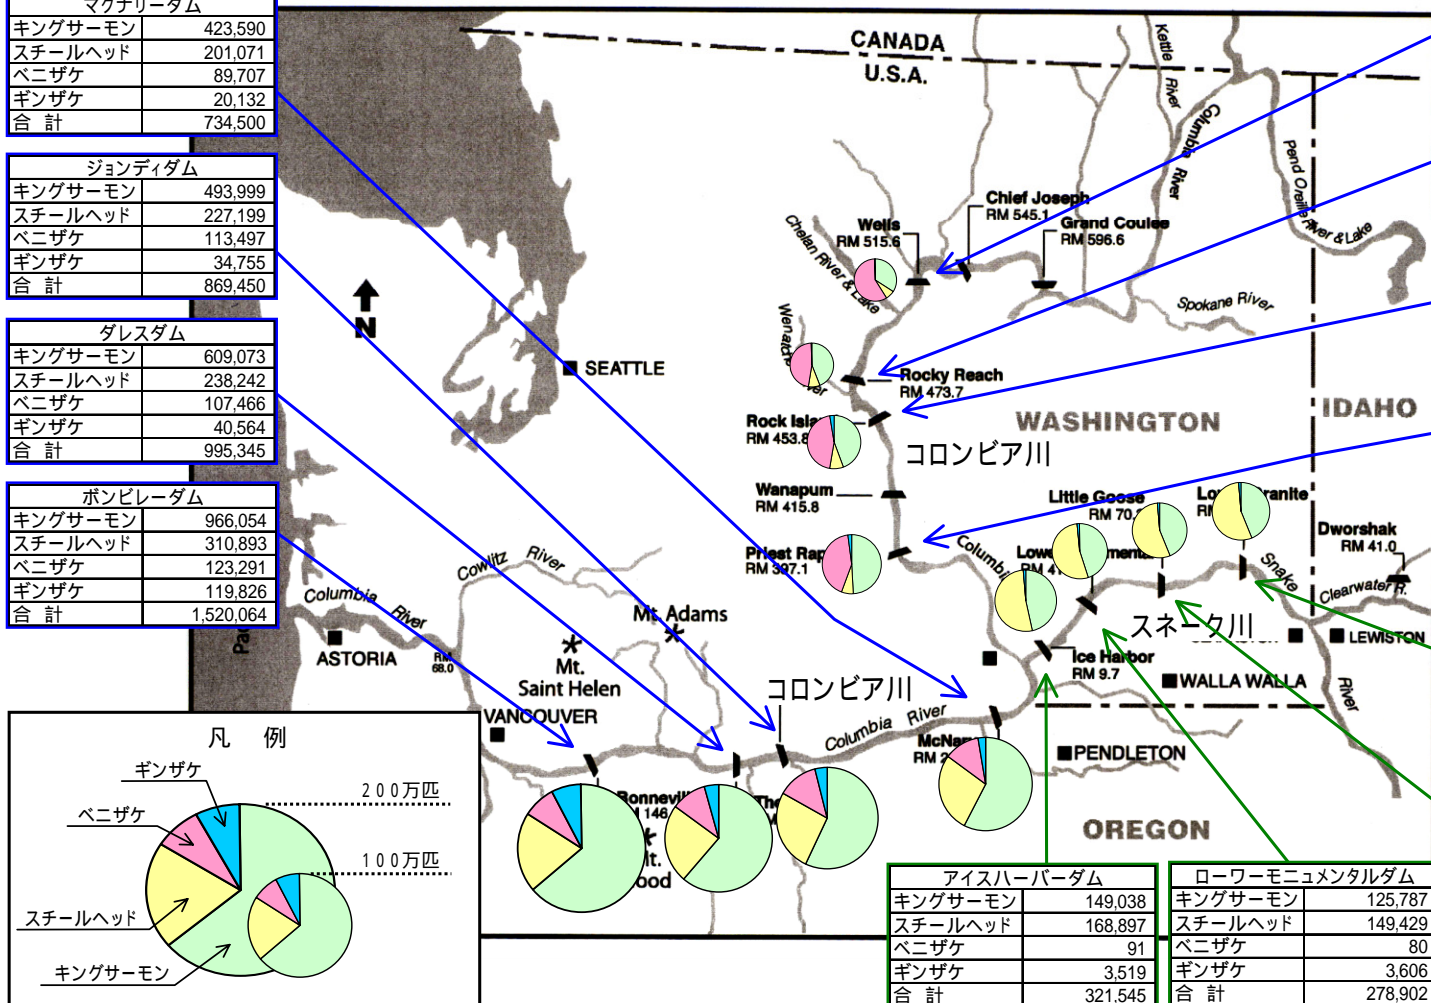 マクナリーダム
キングサーモン 423,590
スチールヘッド 201,071
ベニザケ 89,707
ギンザケ 20,132
合 計 734,500
ジョンディダム
キングサーモン 493,999
スチールヘッド 227,199
ベニザケ 113,497
ギンザケ 34,755
合 計 869,450
ダレスダム
キングサーモン 609,073
スチールヘッド 238,242
ベニザケ 107,466
ギンザケ 40,564
合 計 995,345
ボンビレーダム
キングサーモン 966,054
スチールヘッド 310,893
ベニザケ 123,291
ギンザケ 119,826
合 計 1,520,064
CANADA
U.S.A.
Kettle River
Columbia River
Pend Oreille River & Lake
Chief Joseph
RM 545.1
Wells
RM 515.6
Grand Coulee
RM 596.6
Chelan River & Lake
Spokane River
N
SEATTLE
Rocky Reach
RM 473.7
Rock
RM 453.8
WASHINGTON
IDAHO
コロンビア川
Wanapum
RM 415.8
Little Goose
RM 70.
Dworshak
RM 41.0
Priest
RM 397.1
Snake
River
Clearwater R.
スネーク川
LEWISTON
Ice Harbor
RM 9.7
WALLA WALLA
Cowlitz River
Columbia River
Mt. Adams
ASTORIA
RM
68.0
Mt.
Saint Helen
VANCOUVER
コロンビア川
Columbia River
PENDLETON
OREGON
凡 例
ギンザケ
200万匹
ベニザケ
100万匹
スチールヘッド
キングサーモン
アイスハーバーダム
キングサーモン 149,038
スチールヘッド 168,897
ベニザケ 91
ギンザケ 3,519
合 計 321,545
ローワーモニュメンタルダム
キングサーモン 125,787
スチールヘッド 149,429
ベニザケ 80
ギンザケ 3,606
合 計 278,902